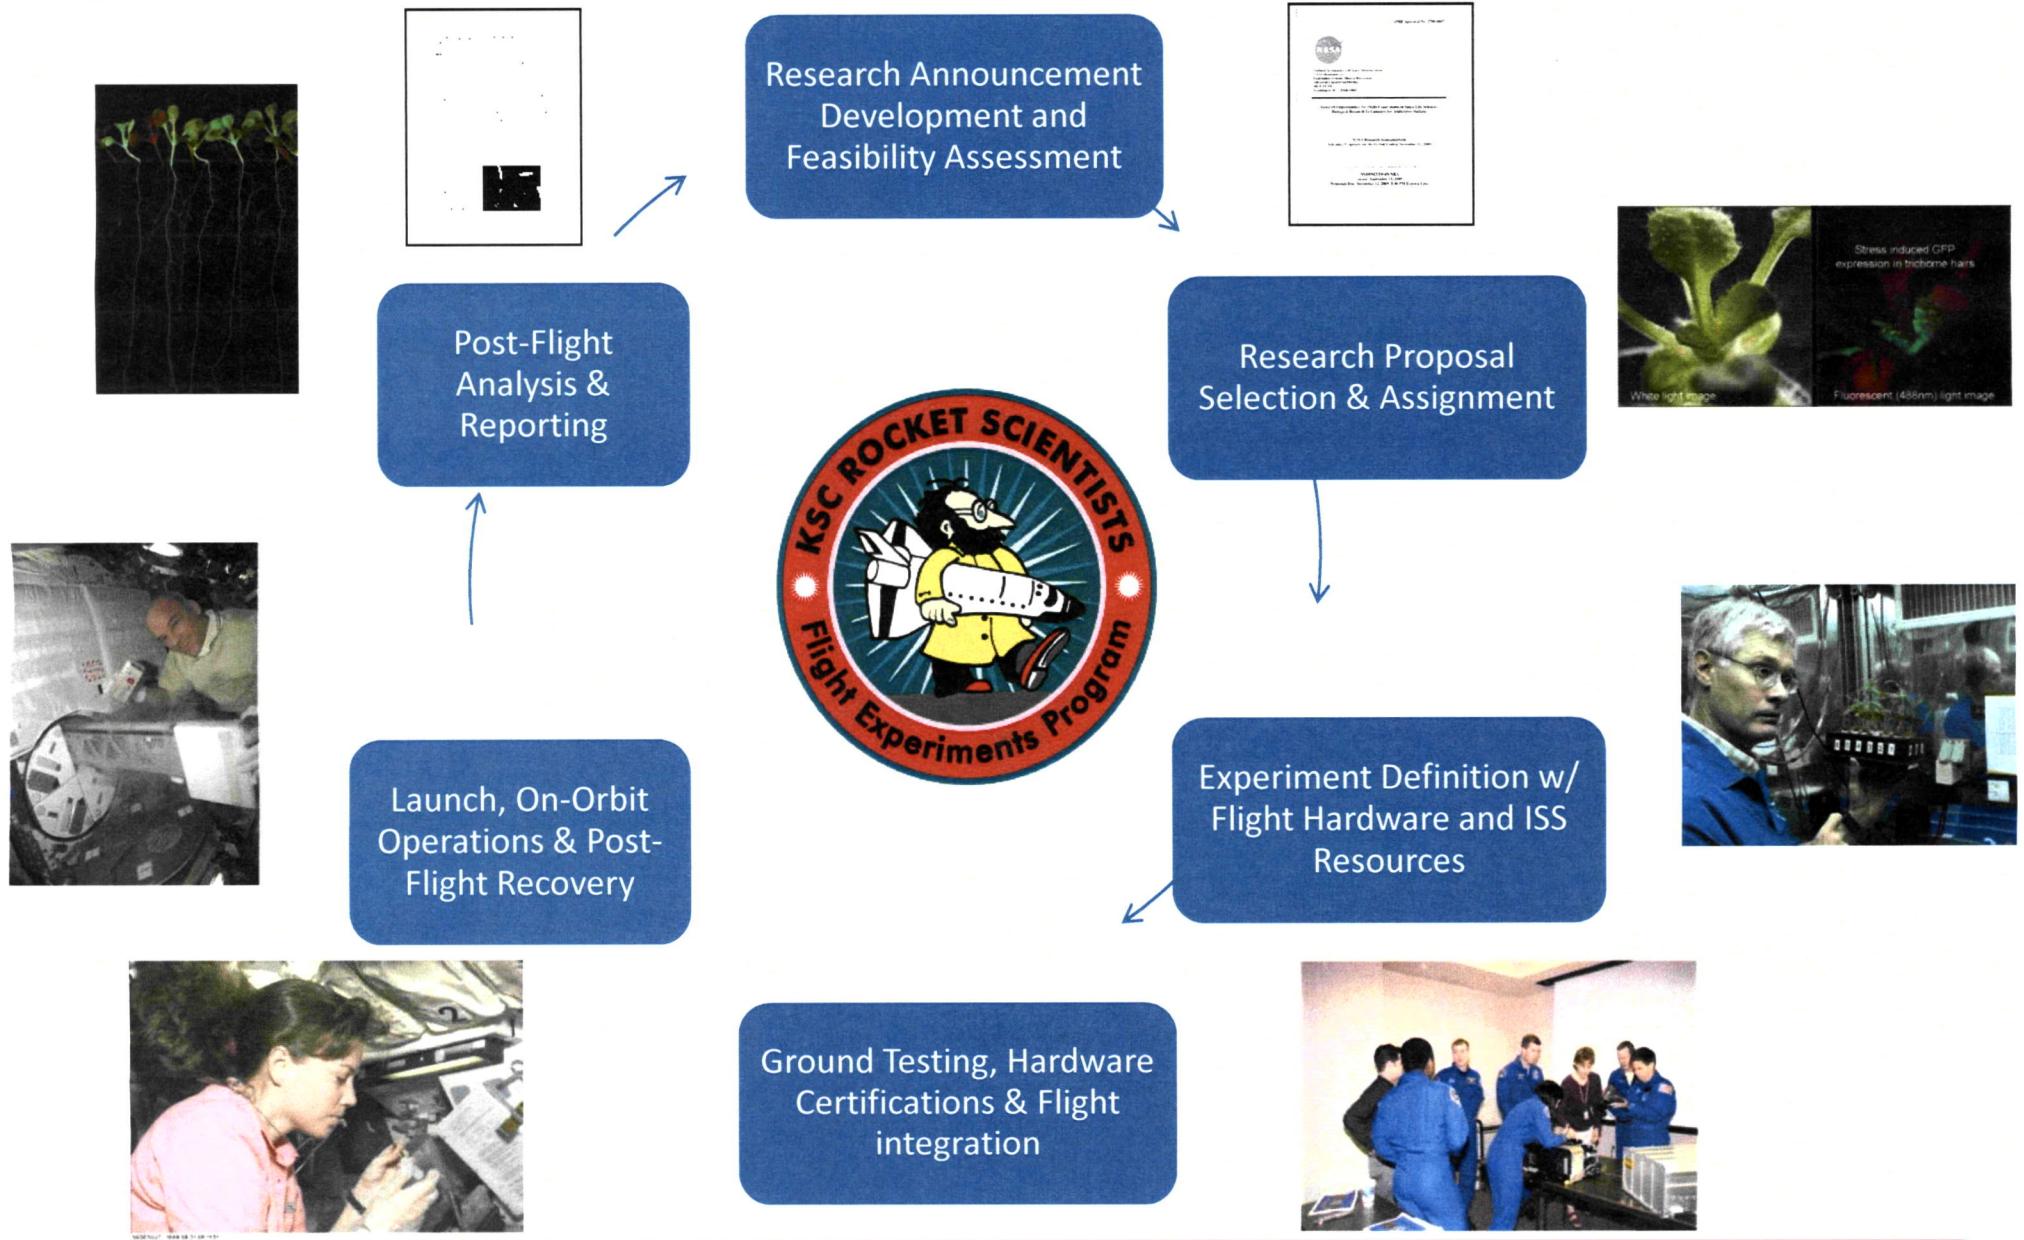 Research Announcement
Development and
Feasibility Assessment
NASA
Stress induced GFP
expression in trichome hairs
White light image
Fluorescent (488nm) light image
Post-Flight
Analysis &
Reporting
Research Proposal
Selection & Assignment
KSC ROCKET SCIENTISTS
Flight Experiments Program
Launch, On-Orbit
Operations & Post-
Flight Recovery
Experiment Definition w/
Flight Hardware and ISS
Resources
Ground Testing, Hardware
Certifications & Flight
integration